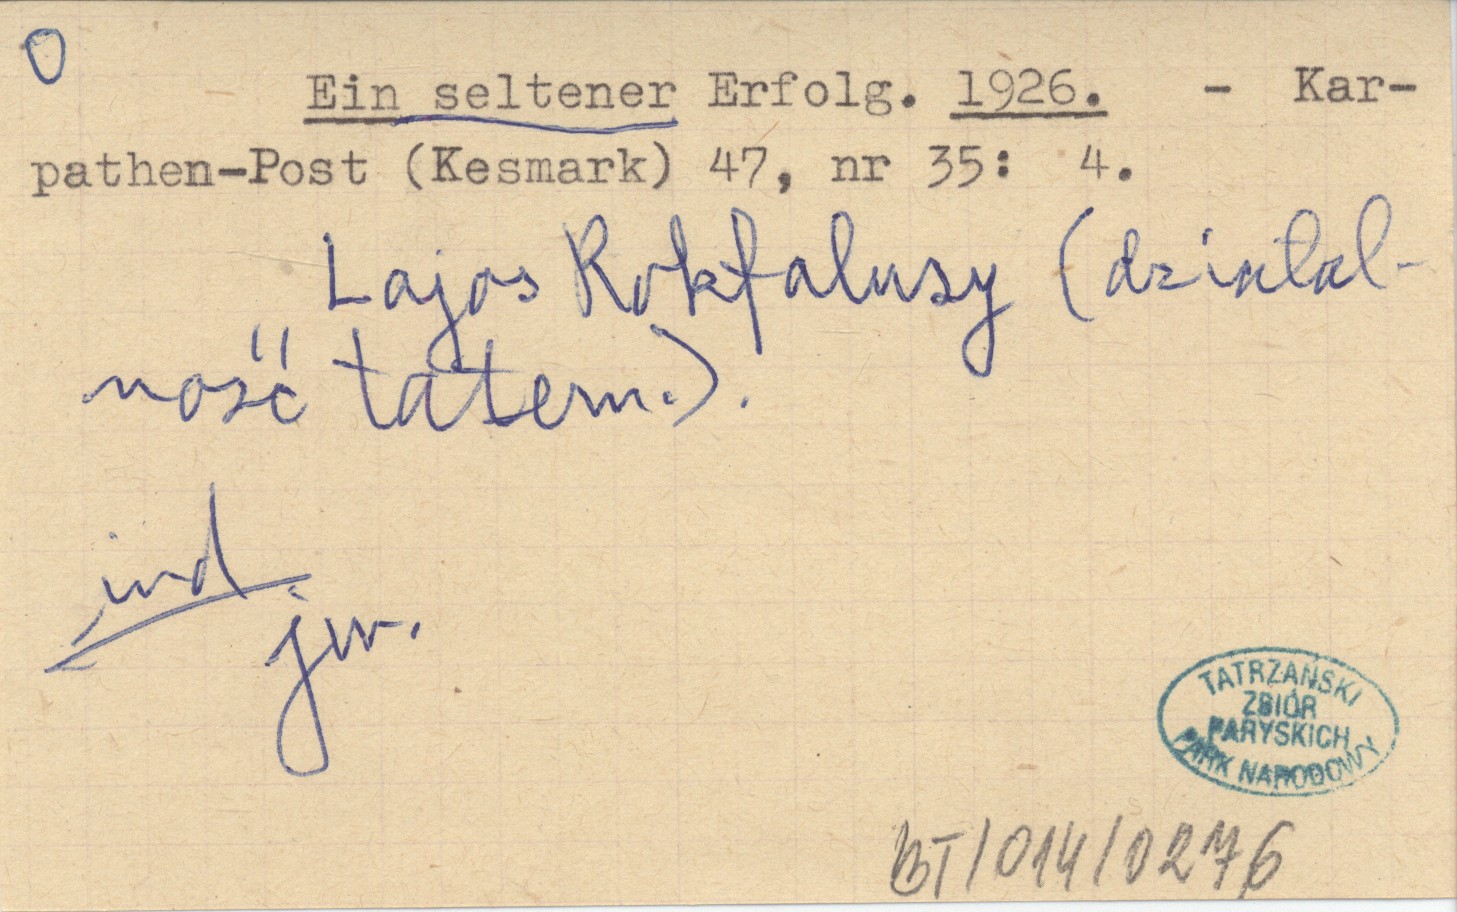 O
Ein seltener Erfolg. 1926. - Kar-
pathen-Post (Kesmark) 47, nr 35: 4.
Lajos Rokfalusy (działal-
ność tatern.).
ind
jw.
TATRZAŃSKI
ZBIÓR
PARYSKICH
PARK NARODOWY
BT/014/0276